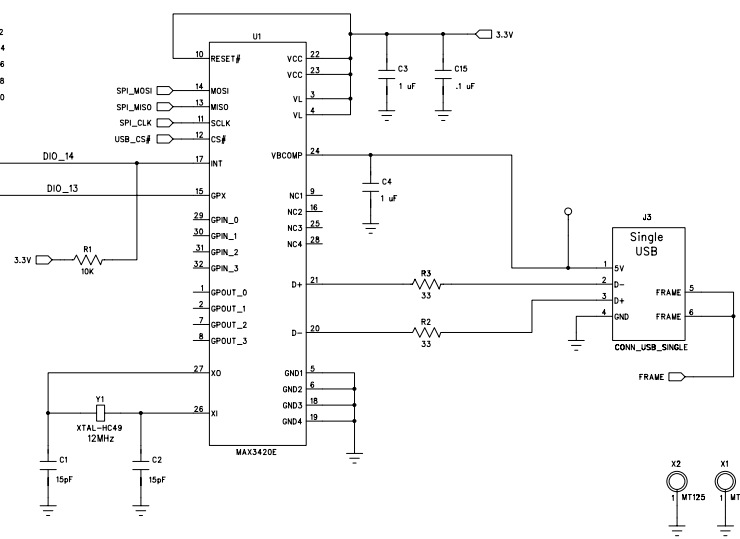 2
4
6
8
0
U1
3.3V
10 RESET#
VCC 22
VCC 23
C3
1 uF
C15
.1 uF
SPI_MOSI 14 MOSI
VL 3
SPI_MISO 13 MISO
VL 4
SPI_CLK 11 SCLK
USB_CS# 12 CS#
DIO_14 17 INT
VBCOMP 24
DIO_13 15 GPX
C4
1 uF
NC1 9
NC2 16
NC3 25
NC4 28
29 GPIN_0
30 GPIN_1
31 GPIN_2
32 GPIN_3
J3
Single
USB
3.3V
R1
10K
1 5V
D+ 21
R3
33
2 D-
3 D+
4 GND
FRAME 5
FRAME 6
1 GPOUT_0
2 GPOUT_1
7 GPOUT_2
8 GPOUT_3
D- 20
R2
33
CONN_USB_SINGLE
FRAME
27 XO
GND1 5
GND2 6
GND3 18
GND4 19
Y1
XTAL-HC49
12MHz
26 XI
MAX3420E
C1
15pF
C2
15pF
X2
1 MT125
X1
1 MT